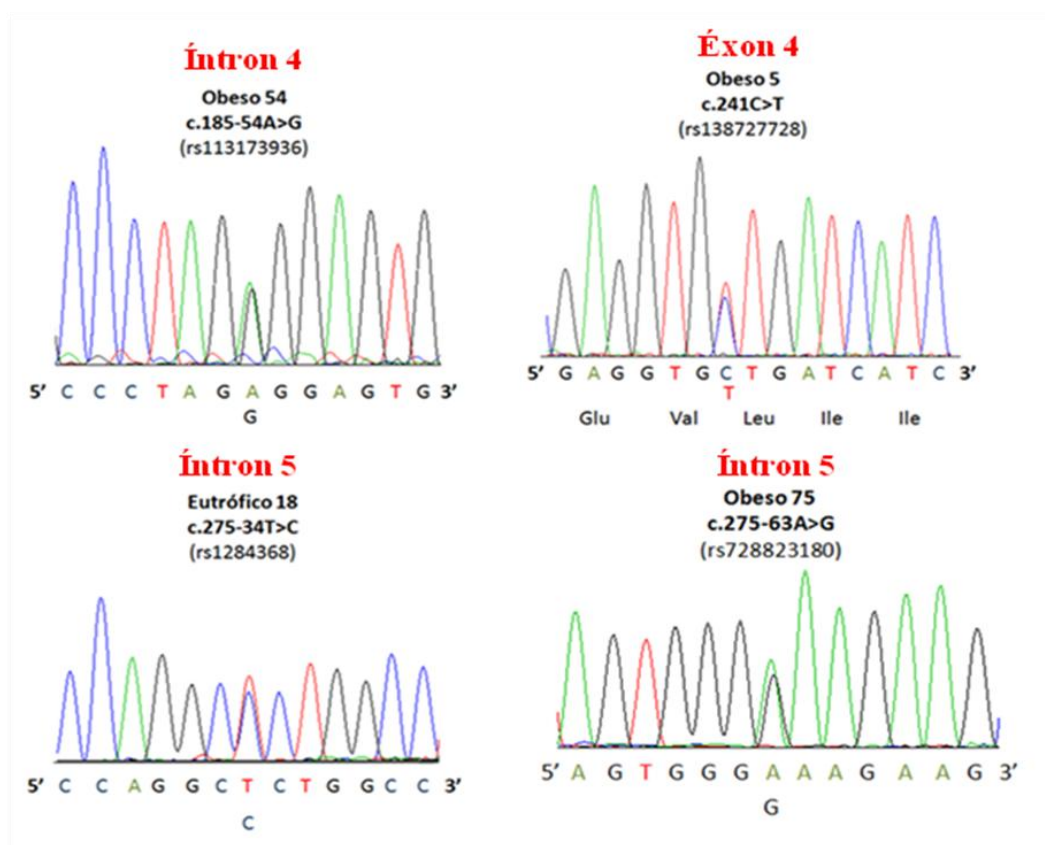 Íntron 4
Obeso 54
c.185-54A>G
(rs113173936)
5’ C C C T A G A G G A G T G 3’
G
Éxon 4
Obeso 5
c.241C>T
(rs138727728)
5’ G A G G T G C T G A T C A T C 3’
T
Glu Val Leu Ile Ile
Íntron 5
Eutrófico 18
c.275-34T>C
(rs1284368)
5’ C C A G G C T C T G G C C 3’
C
Íntron 5
Obeso 75
c.275-63A>G
(rs728823180)
5’ A G T G G G A A A G A A G 3’
G